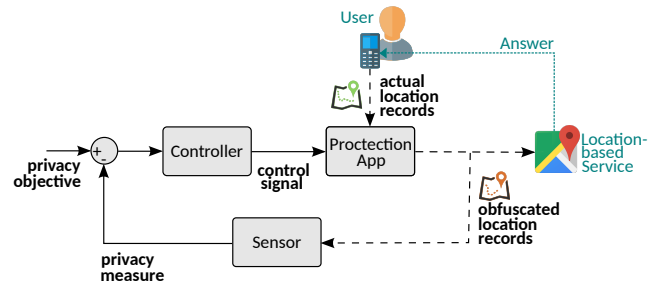 User
Answer
actual
location
records
+
-
privacy
objective
Controller
control
signal
Proctection
App
Location-
based
Service
obfuscated
location
records
Sensor
privacy
measure